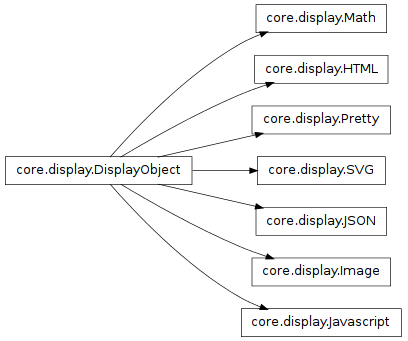 core.display.Math
core.display.HTML
core.display.Pretty
core.display.DisplayObject
core.display.SVG
core.display.JSON
core.display.Image
core.display.Javascript